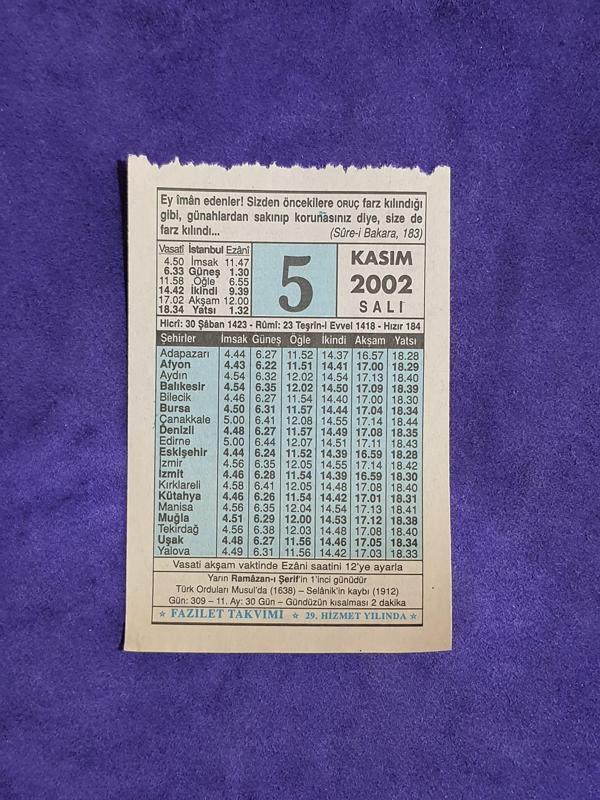 Ey îmân edenler! Sizden öncekilere ORUÇ farz kılındığı
gibi, günahlardan sakınıp korunasınız diye, size de
farz kılındı... (Sûre-i Bakara, 183)
Vasatî İstanbul Ezânî
4.50 İmsak 11.47
6.33 Güneş 1.30
11.58 Öğle 6.55
14.42 İkindi 9.39
17.02 Akşam 12.00
18.34 Yatsı 1.32
5
KASIM
2002
SALI
Hicrî: 30 Şâban 1423 - Rûmî: 23 Teşrîn-i Evvel 1418 - Hızır 184
Şehirler İmsak Güneş Öğle İkindi Akşam Yatsı
Adapazarı 4.44 6.27 11.52 14.37 16.57 18.28
Afyon 4.43 6.22 11.51 14.41 17.00 18.29
Aydın 4.54 6.32 12.02 14.54 17.13 18.40
Balıkesir 4.54 6.35 12.02 14.50 17.09 18.39
Bilecik 4.46 6.27 11.54 14.40 17.00 18.30
Bursa 4.50 6.31 11.57 14.44 17.04 18.34
Çanakkale 5.00 6.41 12.08 14.55 17.14 18.44
Denizli 4.48 6.27 11.57 14.49 17.08 18.35
Edirne 5.00 6.44 12.07 14.51 17.11 18.43
Eskişehir 4.44 6.24 11.52 14.39 16.59 18.28
İzmir 4.56 6.35 12.05 14.55 17.14 18.42
İzmit 4.46 6.28 11.54 14.39 16.59 18.30
Kırklareli 4.58 6.41 12.05 14.48 17.08 18.40
Kütahya 4.46 6.26 11.54 14.42 17.01 18.31
Manisa 4.56 6.35 12.04 14.54 17.13 18.41
Muğla 4.51 6.29 12.00 14.53 17.12 18.38
Tekirdağ 4.56 6.38 12.03 14.48 17.08 18.40
Uşak 4.48 6.27 11.56 14.46 17.05 18.34
Yalova 4.49 6.31 11.56 14.42 17.03 18.33
Vasati akşam vaktinde Ezâni saatini 12'ye ayarla
Yarın Ramâzan-ı Şerif'in 1'inci günüdür
Türk Orduları Musul'da (1638) – Selânik'in kaybı (1912)
Gün: 309 – 11. Ay: 30 Gün – Gündüzün kısalması 2 dakika
FAZİLET TAKVİMİ 29. HİZMET YILINDA